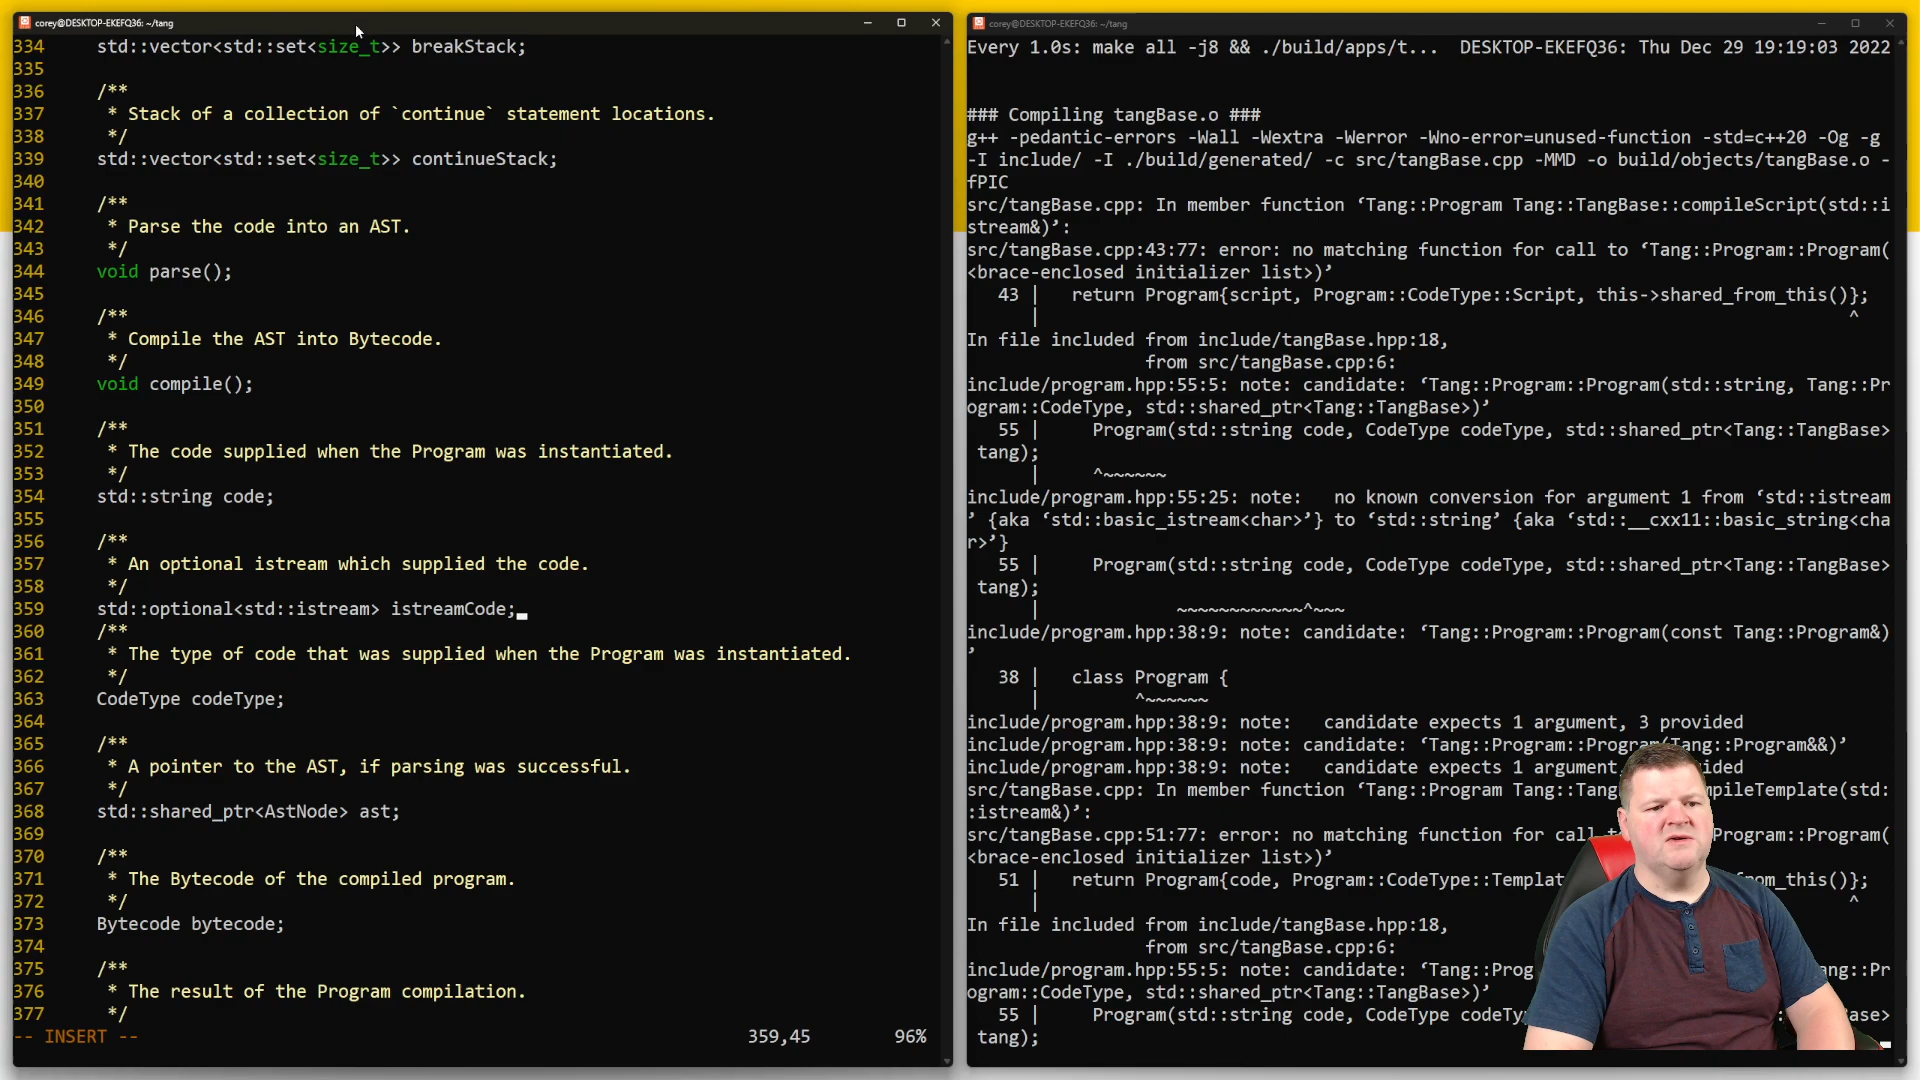 corey@DESKTOP-EKEFQ36: ~/tang
334 std::vector<std::set<size_t>> breakStack;
335
336 /**
337 * Stack of a collection of `continue` statement locations.
338 */
339 std::vector<std::set<size_t>> continueStack;
340
341 /**
342 * Parse the code into an AST.
343 */
344 void parse();
345
346 /**
347 * Compile the AST into Bytecode.
348 */
349 void compile();
350
351 /**
352 * The code supplied when the Program was instantiated.
353 */
354 std::string code;
355
356 /**
357 * An optional istream which supplied the code.
358 */
359 std::optional<std::istream> istreamCode;
360 /**
361 * The type of code that was supplied when the Program was instantiated.
362 */
363 CodeType codeType;
364
365 /**
366 * A pointer to the AST, if parsing was successful.
367 */
368 std::shared_ptr<AstNode> ast;
369
370 /**
371 * The Bytecode of the compiled program.
372 */
373 Bytecode bytecode;
374
375 /**
376 * The result of the Program compilation.
377 */
-- INSERT -- 359,45 96%
corey@DESKTOP-EKEFQ36: ~/tang
Every 1.0s: make all -j8 && ./build/apps/t... DESKTOP-EKEFQ36: Thu Dec 29 19:19:03 2022
### Compiling tangBase.o ###
g++ -pedantic-errors -Wall -Wextra -Werror -Wno-error=unused-function -std=c++20 -Og -g
-I include/ -I ./build/generated/ -c src/tangBase.cpp -MMD -o build/objects/tangBase.o -
fPIC
src/tangBase.cpp: In member function ‘Tang::Program Tang::TangBase::compileScript(std::i
stream&)’:
src/tangBase.cpp:43:77: error: no matching function for call to ‘Tang::Program::Program(
<brace-enclosed initializer list>)’
43 | return Program{script, Program::CodeType::Script, this->shared_from_this()};
| ^
In file included from include/tangBase.hpp:18,
from src/tangBase.cpp:6:
include/program.hpp:55:5: note: candidate: ‘Tang::Program::Program(std::string, Tang::Pr
ogram::CodeType, std::shared_ptr<Tang::TangBase>)’
55 | Program(std::string code, CodeType codeType, std::shared_ptr<Tang::TangBase>
tang);
| ^~~~~~~
include/program.hpp:55:25: note: no known conversion for argument 1 from ‘std::istream
’ {aka ‘std::basic_istream<char>’} to ‘std::string’ {aka ‘std::__cxx11::basic_string<cha
r>’}
55 | Program(std::string code, CodeType codeType, std::shared_ptr<Tang::TangBase>
tang);
| ~~~~~~~~~~~~^~~~
include/program.hpp:38:9: note: candidate: ‘Tang::Program::Program(const Tang::Program&)
’
38 | class Program {
| ^~~~~~~
include/program.hpp:38:9: note: candidate expects 1 argument, 3 provided
include/program.hpp:38:9: note: candidate: ‘Tang::Program::Program(Tang::Program&&)’
include/program.hpp:38:9: note: candidate expects 1 argument
src/tangBase.cpp: In member function ‘Tang::Program Tang::Tang pileTemplate(std:
:istream&)’:
src/tangBase.cpp:51:77: error: no matching function for call t Program::Program(
<brace-enclosed initializer list>)’
51 | return Program{code, Program::CodeType::Templat rom_this()};
| ^
In file included from include/tangBase.hpp:18,
from src/tangBase.cpp:6:
include/program.hpp:55:5: note: candidate: ‘Tang::Prog ang::Pr
ogram::CodeType, std::shared_ptr<Tang::TangBase>)’
55 | Program(std::string code, CodeType codeTy ase>
tang);